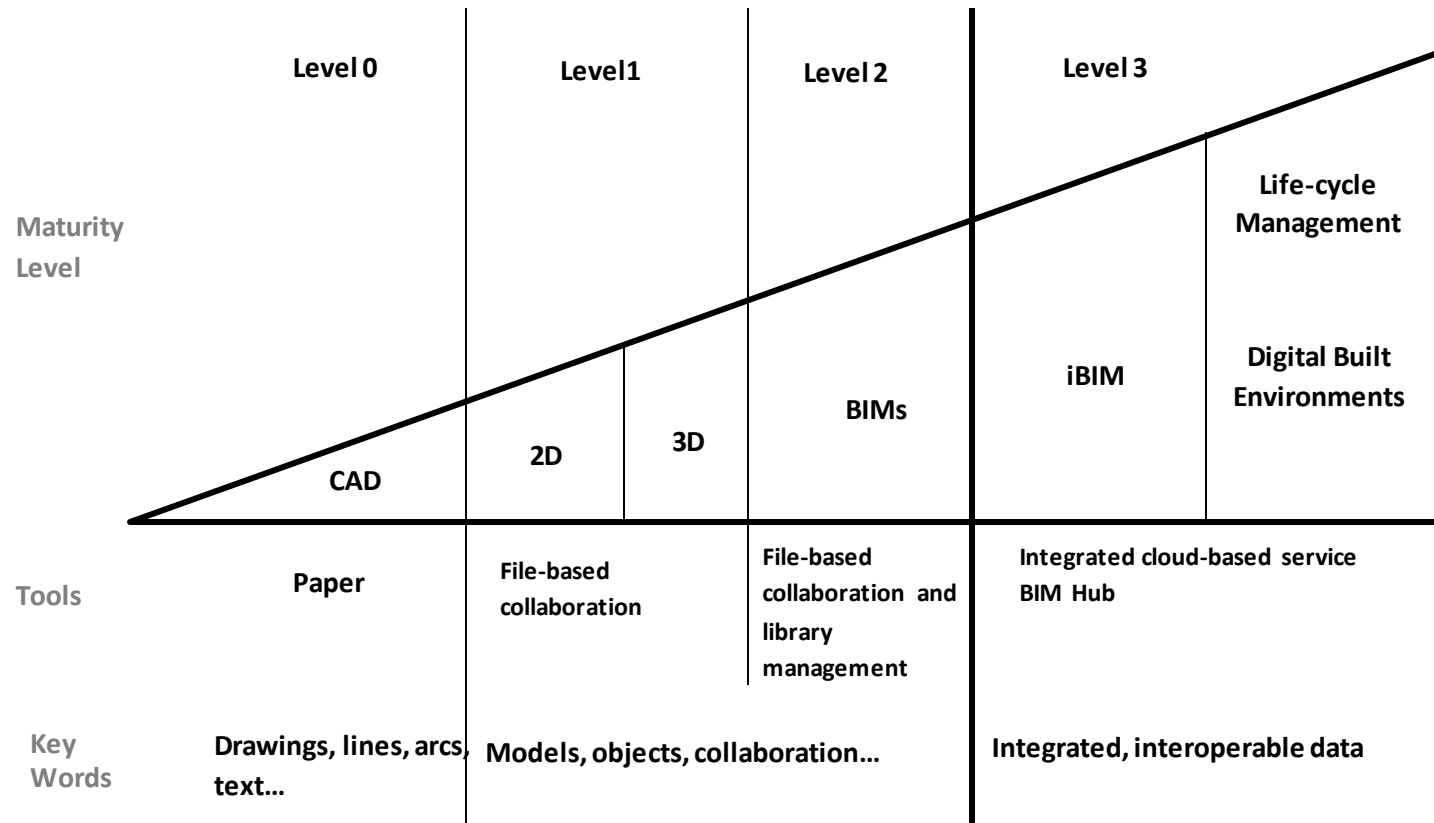 Level 0
Level1
Level 2
Level 3
Maturity
Level
CAD
2D
3D
BIMs
iBIM
Life-cycle
Management
Digital Built
Environments
Tools
Paper
File-based
collaboration
File-based
collaboration and
library
management
Integrated cloud-based service
BIM Hub
Key
Words
Drawings, lines, arcs,
text…
Models, objects, collaboration…
Integrated, interoperable data